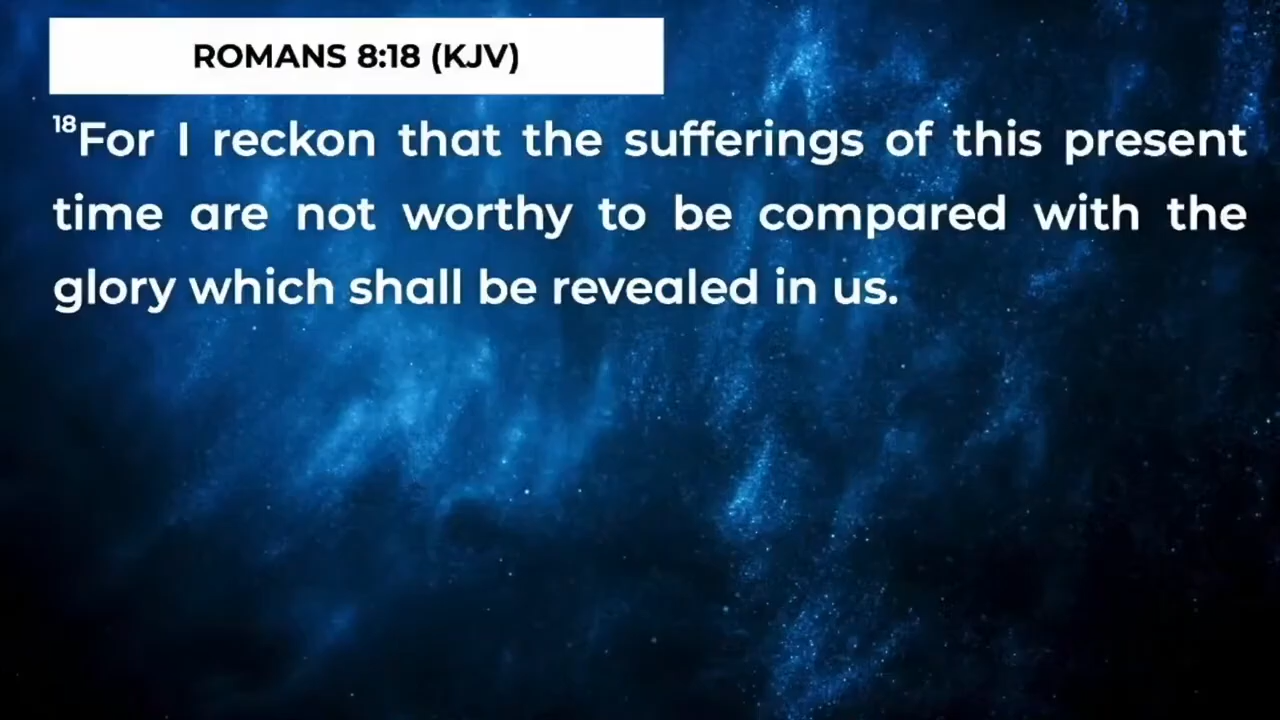 ROMANS 8:18 (KJV)
18For I reckon that the sufferings of this present
time are not worthy to be compared with the
glory which shall be revealed in us.